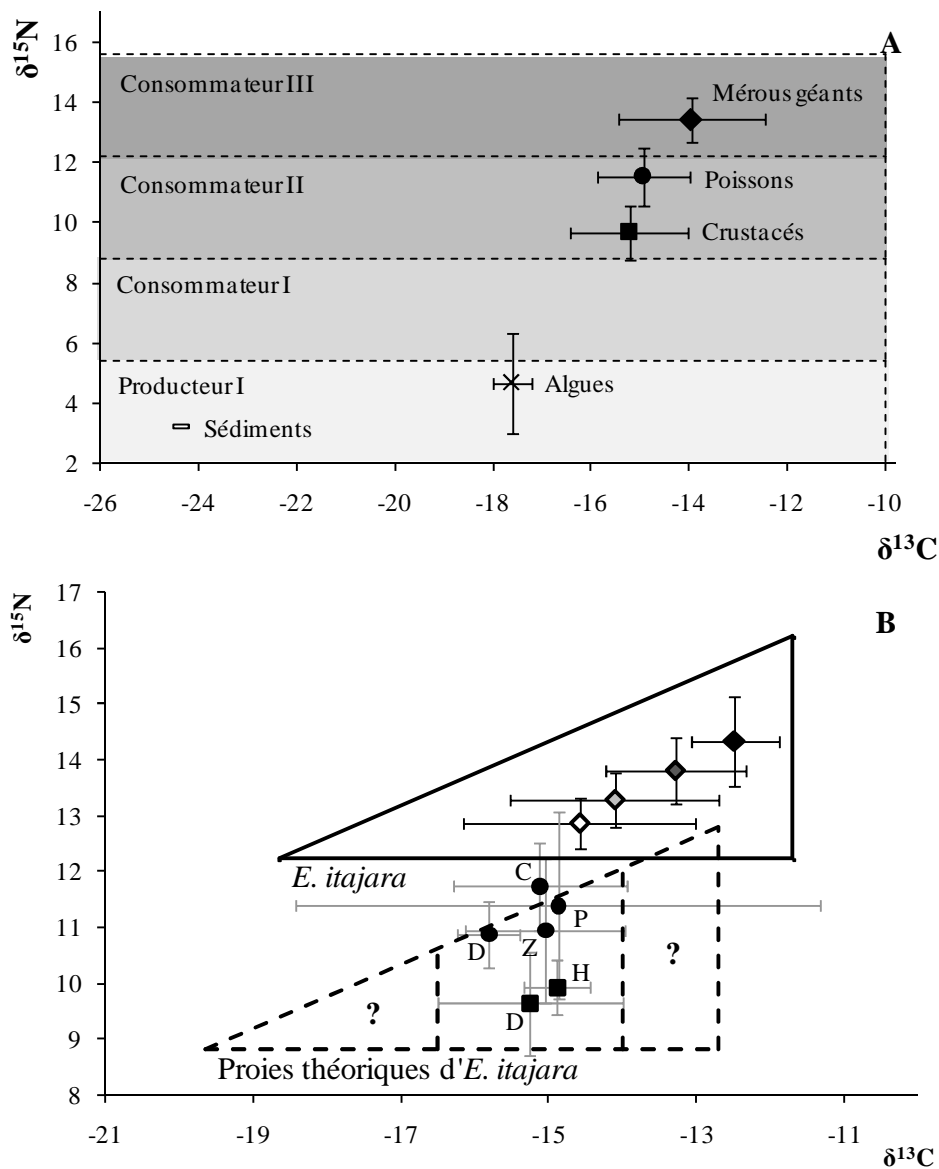 δ15N
A
16
14
12
10
8
6
4
2
Consommateur III
Mérous géants
Consommateur II
Poissons
Crustacés
Consommateur I
Producteur I
Algues
Sédiments
-26 -24 -22 -20 -18 -16 -14 -12 -10
δ13C
δ15N
B
17
16
15
14
13
12
11
10
9
8
E. itajara
C
P
D
Z
H
D
?
?
Proies théoriques d'E. itajara
-21 -19 -17 -15 -13 -11
δ13C